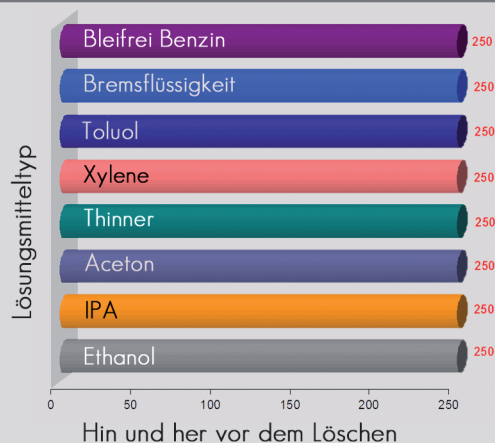 Bleifrei Benzin 250
Bremsflüssigkeit 250
Toluol 250
Xylene 250
Thinner 250
Aceton 250
IPA 250
Ethanol 250
Lösungsmitteltyp
0 50 100 150 200 250
Hin und her vor dem Löschen